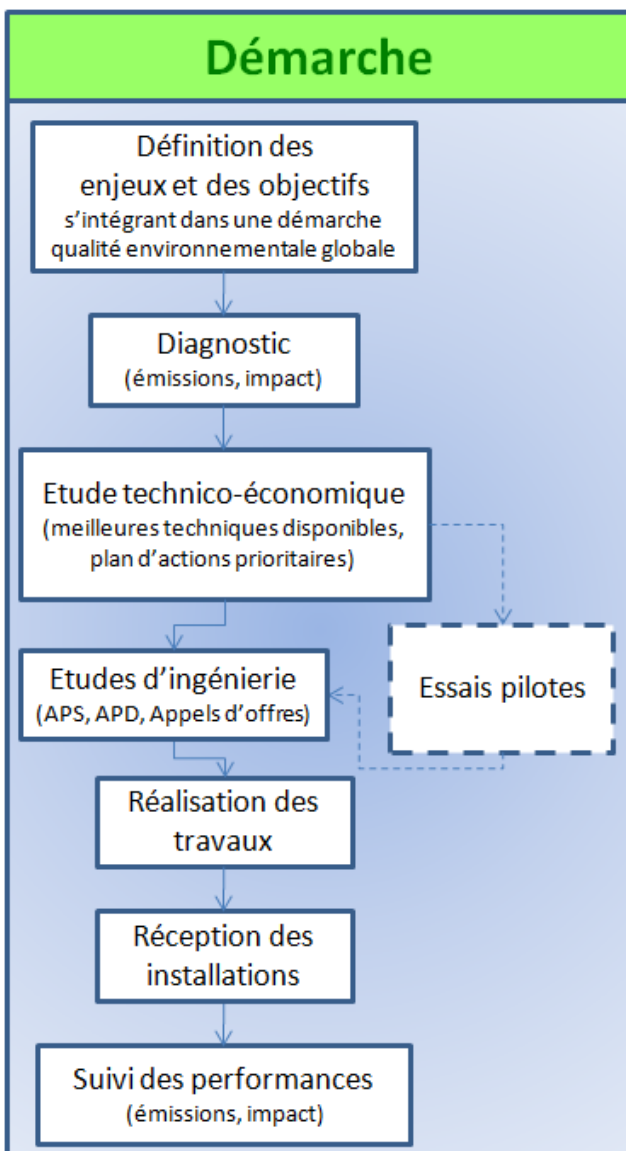 Démarche
Définition des
enjeux et des objectifs
s'intégrant dans une démarche
qualité environnementale globale
Diagnostic
(émissions, impact)
Etude technico-économique
(meilleures techniques disponibles,
plan d'actions prioritaires)
Essais pilotes
Etudes d'ingénierie
(APS, APD, Appels d'offres)
Réalisation des
travaux
Réception des
installations
Suivi des performances
(émissions, impact)